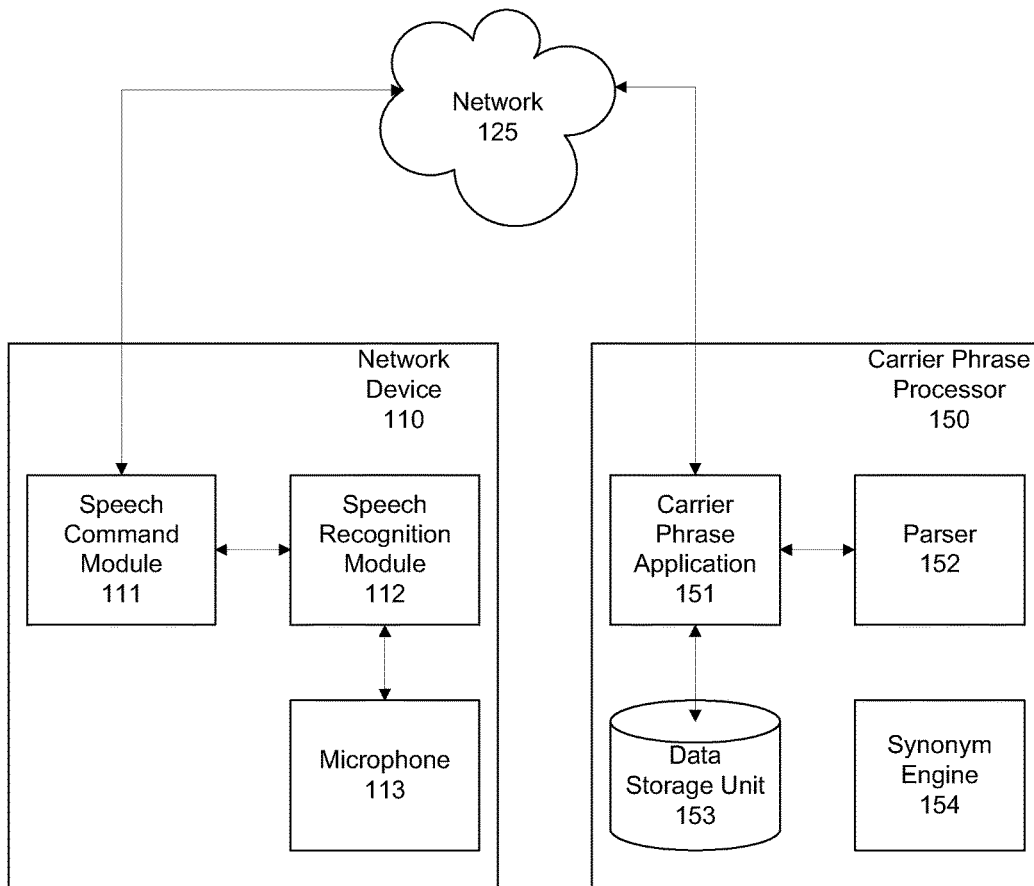 Network
125
Network
Device
110
Speech
Command
Module
111
Speech
Recognition
Module
112
Microphone
113
Carrier Phrase
Processor
150
Carrier
Phrase
Application
151
Parser
152
Data
Storage Unit
153
Synonym
Engine
154